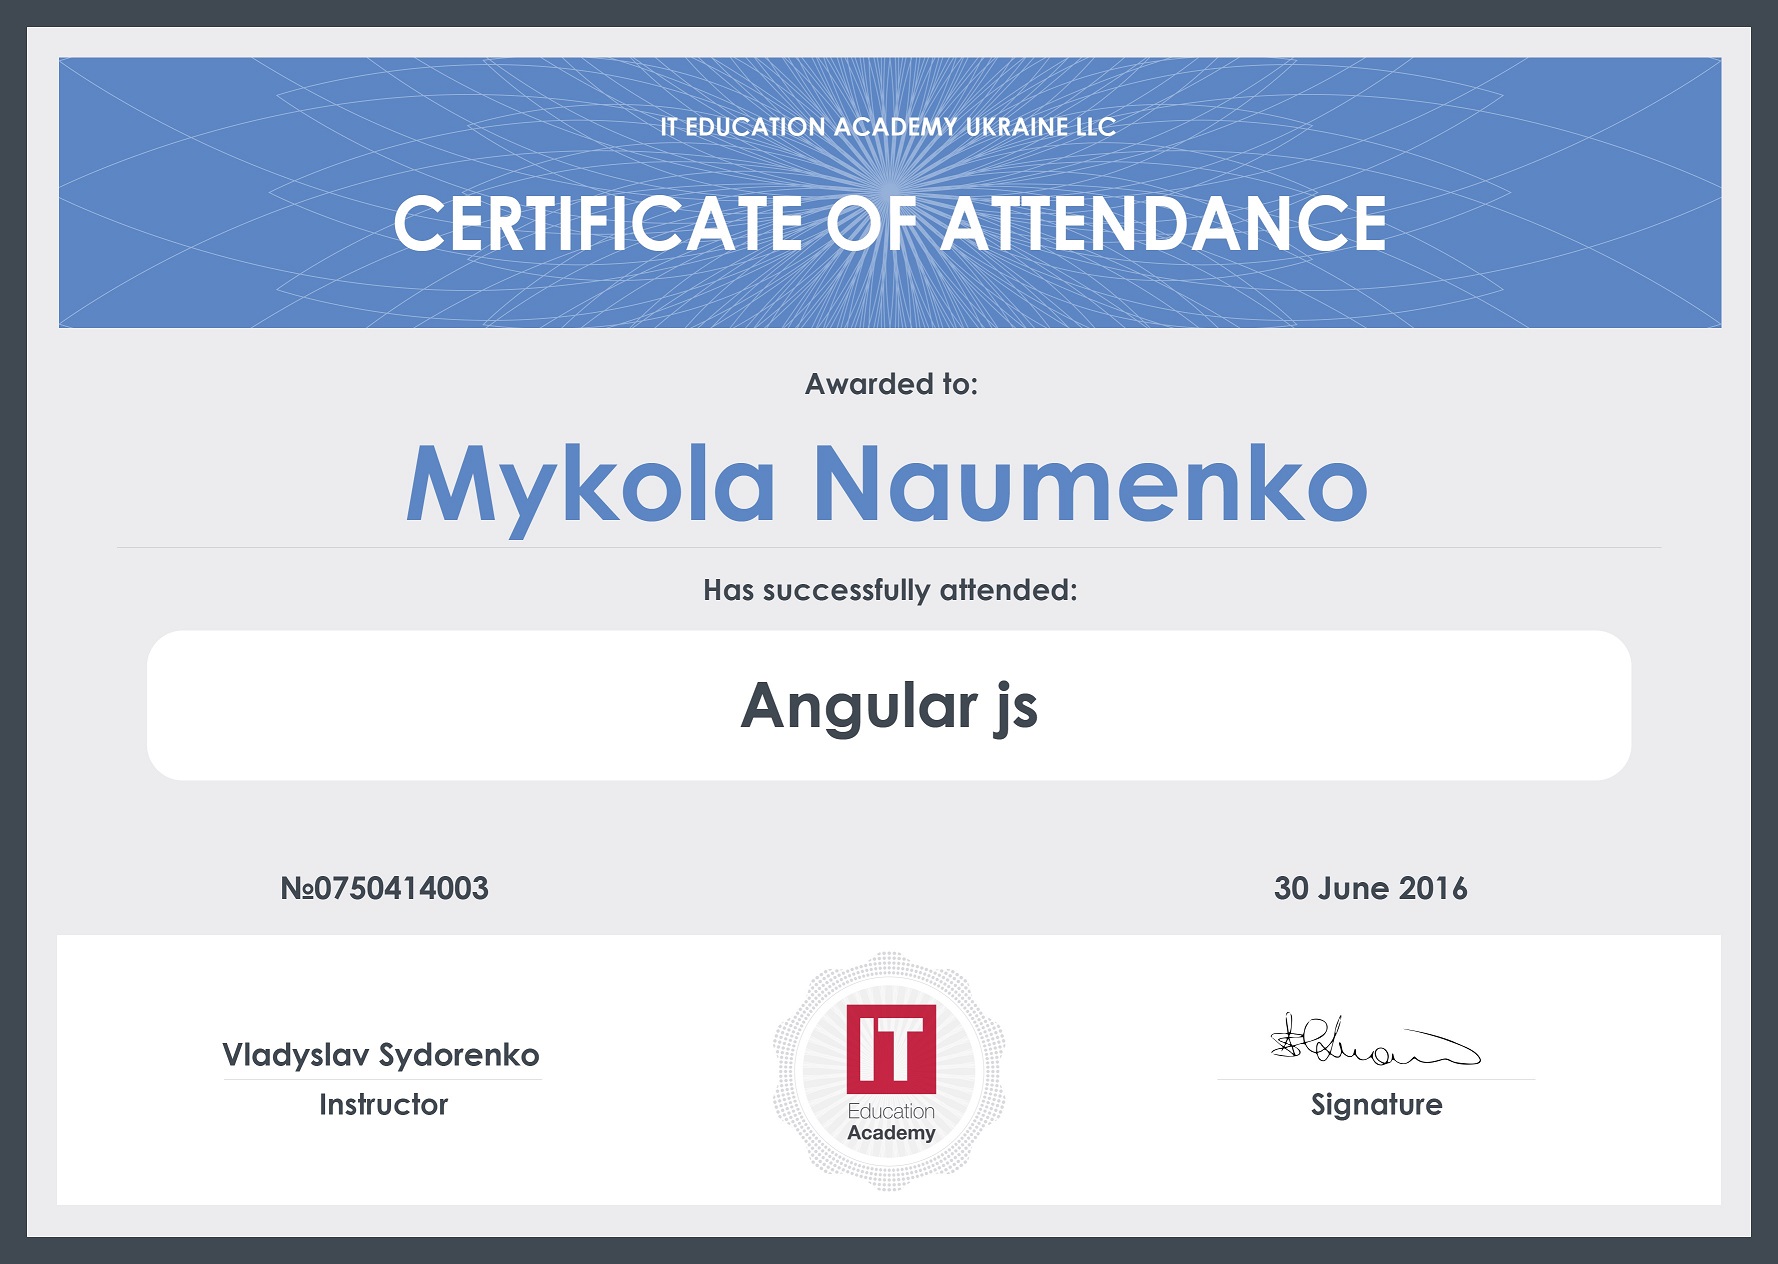 IT EDUCATION ACADEMY UKRAINE LLC
CERTIFICATE OF ATTENDANCE
Awarded to:
Mykola Naumenko
Has successfully attended:
Angular js
№0750414003
30 June 2016
Vladyslav Sydorenko
Instructor
IT
Education
Academy
Signature